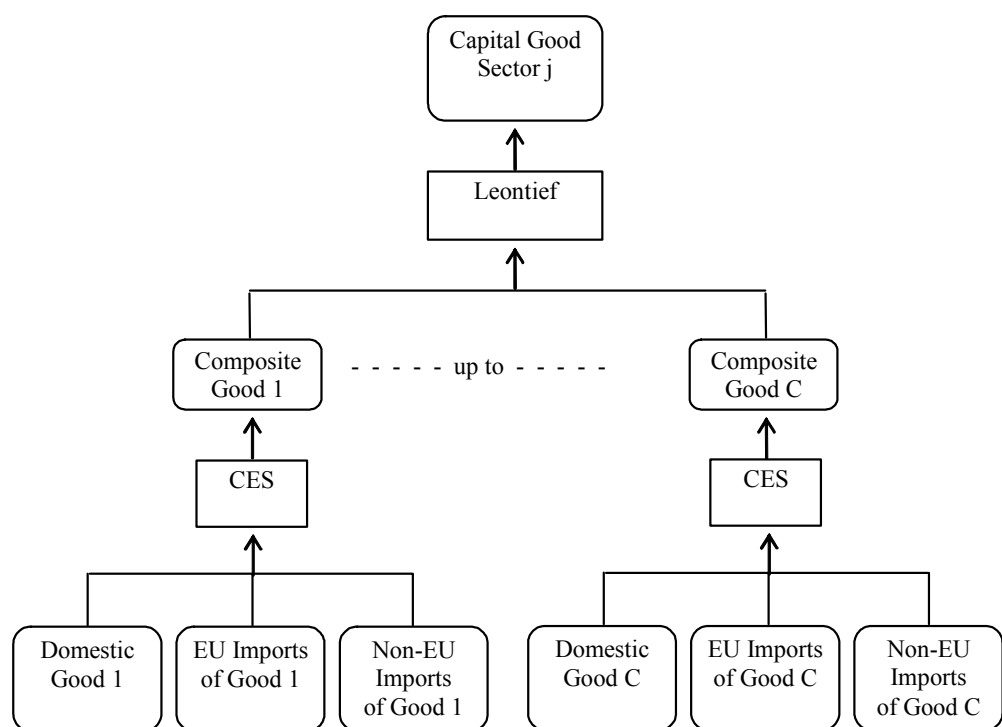 Capital Good
Sector j
Leontief
Composite
Good 1
- - - - - up to - - - - -
Composite
Good C
CES
CES
Domestic
Good 1
EU Imports
of Good 1
Non-EU
Imports
of Good 1
Domestic
Good C
EU Imports
of Good C
Non-EU
Imports
of Good C